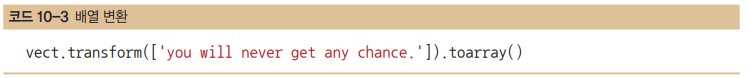 코드 10-3 배열 변환
vect.transform(['you will never get any chance.']).toarray()